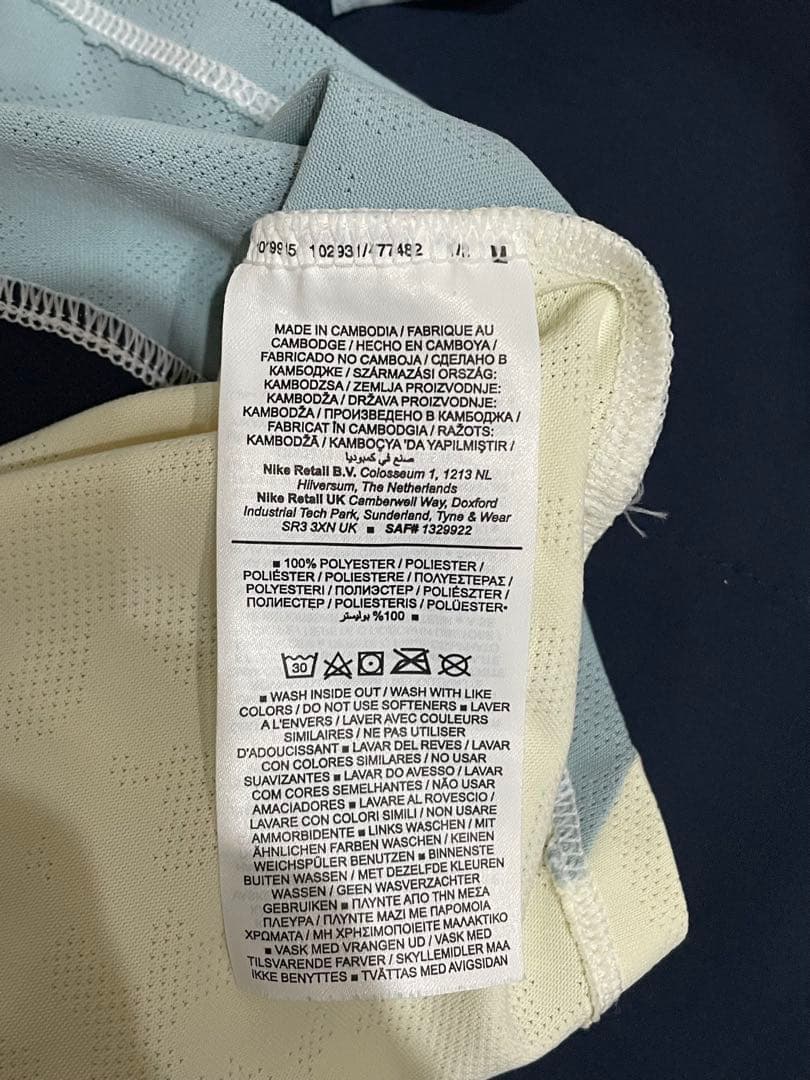 102931/477482
MADE IN CAMBODIA / FABRIQUE AU
CAMBODGE / HECHO EN CAMBOYA /
FABRICADO NO CAMBOJA / СДЕЛАНО В
КАМБОДЖЕ / SZÁRMAZÁSI ORSZÁG:
KAMBODZSA / ZEMLJA PROIZVODNJE:
KAMBODŽA / DRŽAVA PROIZVODNJE:
KAMBODŽA / ПРОИЗВЕДЕНО В КАМБОДЖА /
FABRICAT ÎN CAMBODGIA / RAŽOTS:
KAMBODŽĀ / KAMBOÇYA 'DA YAPILMIŞTIR /
صنع في كمبوديا
Nike Retail B.V. Colosseum 1, 1213 NL
Hilversum, The Netherlands
Nike Retail UK Camberwell Way, Doxford
Industrial Tech Park, Sunderland, Tyne & Wear
SR3 3XN UK ■ SAF# 1329922
■ 100% POLYESTER / POLIESTER /
POLIÉSTER / POLIESTERE / ΠΟΛΥΕΣΤΕΡΑΣ /
POLYESTERI / ПОЛИЭСТЕР / POLIÉSZTER /
ПОЛИЕСТЕР / POLIESTERIS / POLÜESTER•
■ 100% بوليستر
30
■ WASH INSIDE OUT / WASH WITH LIKE
COLORS / DO NOT USE SOFTENERS ■ LAVER
A L'ENVERS / LAVER AVEC COULEURS
SIMILAIRES / NE PAS UTILISER
D'ADOUCISSANT ■ LAVAR DEL REVES / LAVAR
CON COLORES SIMILARES / NO USAR
SUAVIZANTES ■ LAVAR DO AVESSO / LAVAR
COM CORES SEMELHANTES / NÃO USAR
AMACIADORES ■ LAVARE AL ROVESCIO /
LAVARE CON COLORI SIMILI / NON USARE
AMMORBIDENTE ■ LINKS WASCHEN / MIT
ÄHNLICHEN FARBEN WASCHEN / KEINEN
WEICHSPÜLER BENUTZEN ■ BINNENSTE
BUITEN WASSEN / MET DEZELFDE KLEUREN
WASSEN / GEEN WASVERZACHTER
GEBRUIKEN ■ ΠΛΥΝΤΕ ΑΠΟ ΤΗΝ ΜΕΣΑ
ΠΛΕΥΡΑ / ΠΛΥΝΤΕ ΜΑΖΙ ΜΕ ΠΑΡΟΜΟΙΑ
ΧΡΩΜΑΤΑ / ΜΗ ΧΡΗΣΙΜΟΠΟΙΕΙΤΕ ΜΑΛΑΚΤΙΚΟ
■ VASK MED VRANGEN UD / VASK MED
TILSVARENDE FARVER / SKYLLEMIDLER MAA
IKKE BENYTTES ■ TVÄTTAS MED AVIGSIDAN